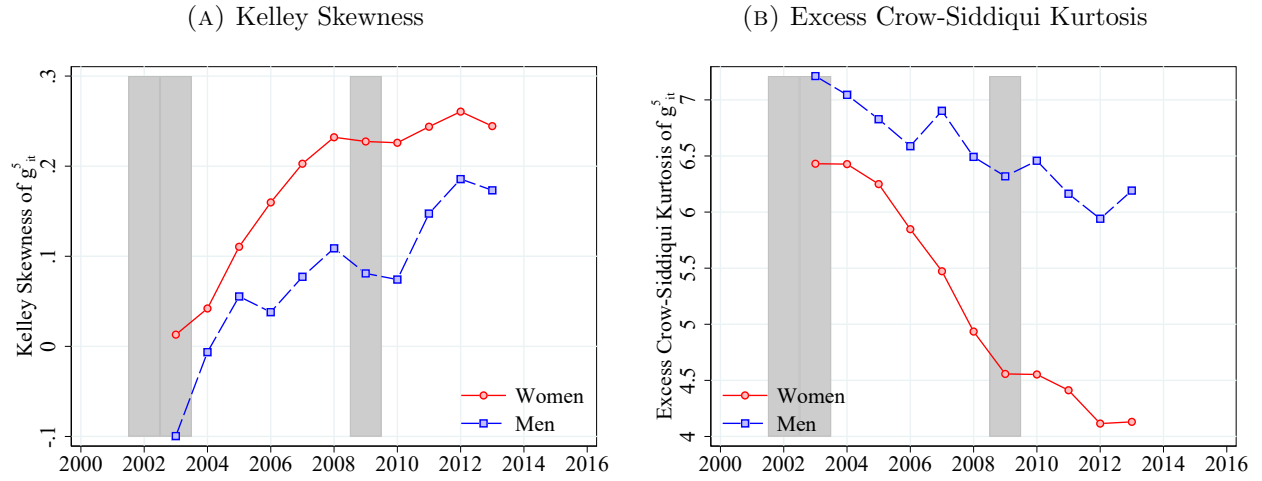 (A) Kelley Skewness
Kelley Skewness of g⁵ᵢₜ
.3
.2
.1
0
-.1
2000 2002 2004 2006 2008 2010 2012 2014 2016
Women
Men
(B) Excess Crow-Siddiqui Kurtosis
Excess Crow-Siddiqui Kurtosis of g⁵ᵢₜ
7
6.5
6
5.5
5
4.5
4
2000 2002 2004 2006 2008 2010 2012 2014 2016
Women
Men